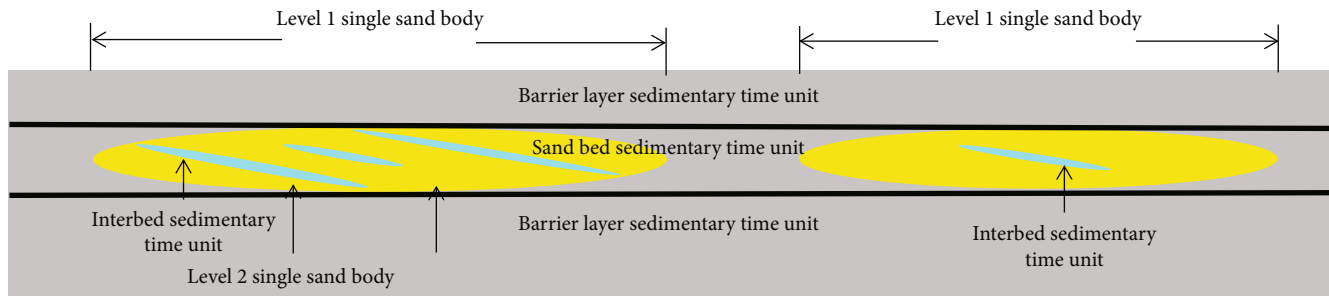 Level 1 single sand body
Level 1 single sand body
Barrier layer sedimentary time unit
Sand bed sedimentary time unit
Interbed sedimentary
time unit
Barrier layer sedimentary time unit
Interbed sedimentary
time unit
Level 2 single sand body